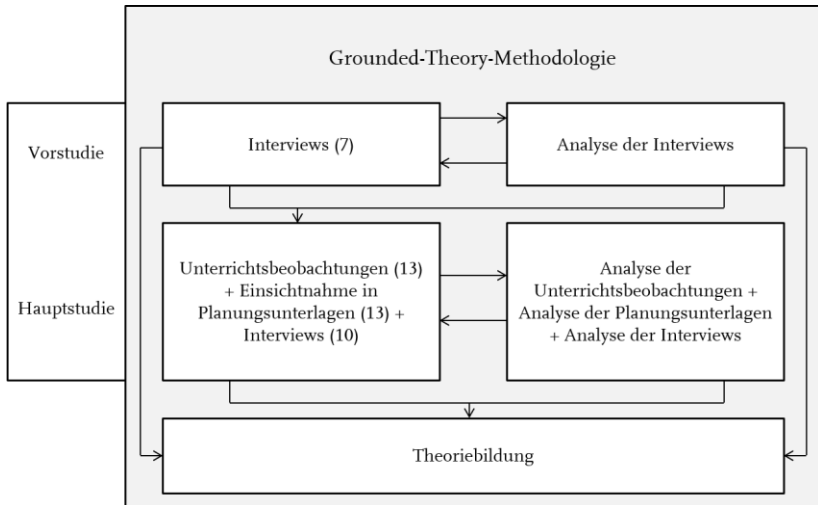 Grounded-Theory-Methodologie
Vorstudie
Interviews (7)
Analyse der Interviews
Hauptstudie
Unterrichtsbeobachtungen (13)
+ Einsichtnahme in
Planungsunterlagen (13) +
Interviews (10)
Analyse der
Unterrichtsbeobachtungen +
Analyse der Planungsunterlagen
+ Analyse der Interviews
Theoriebildung